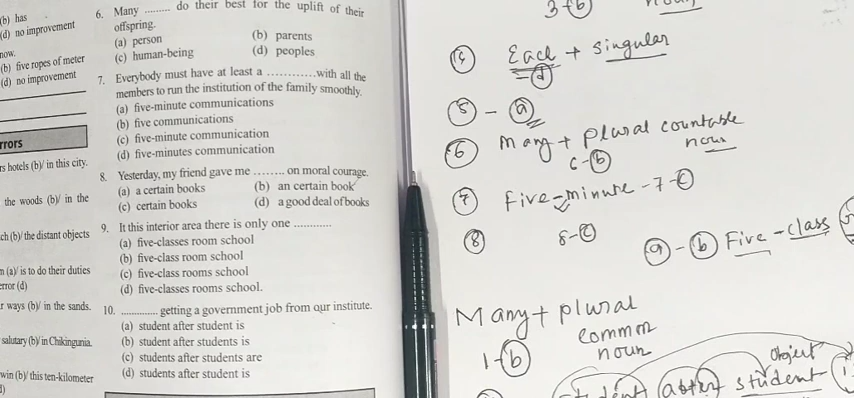 (b) has
(d) no improvement
now.
(b) five ropes of meter
(d) no improvement
rrors
rs hotels (b)/ in this city.
the woods (b)/ in the
ch (b)/ the distant objects
n (a)/ is to do their duties
error (d)
r ways (b)/ in the sands.
salutary (b)/ in Chikingunia.
win (b)/ this ten-kilometer
6. Many ......... do their best for the uplift of their
offspring.
(a) person (b) parents
(c) human-being (d) peoples
7. Everybody must have at least a ............with all the
members to run the institution of the family smoothly.
(a) five-minute communications
(b) five communications
(c) five-minute communication
(d) five-minutes communication
8. Yesterday, my friend gave me ........ on moral courage.
(a) a certain books (b) an certain book
(c) certain books (d) a good deal of books
9. It this interior area there is only one ............
(a) five-classes room school
(b) five-class room school
(c) five-class rooms school
(d) five-classes rooms school.
10. ............. getting a government job from our institute.
(a) student after student is
(b) student after students is
(c) students after students are
(d) students after student is
3-(b)
Each + singular
-(d)
(5) - (a)
(6) Many + plural countable
noun
6-(b)
(7) Five-minute - 7-(c)
(8) 8-(c)
(9) - (b) Five - class
Many + plural
common
noun
1-(b)
object
student after student